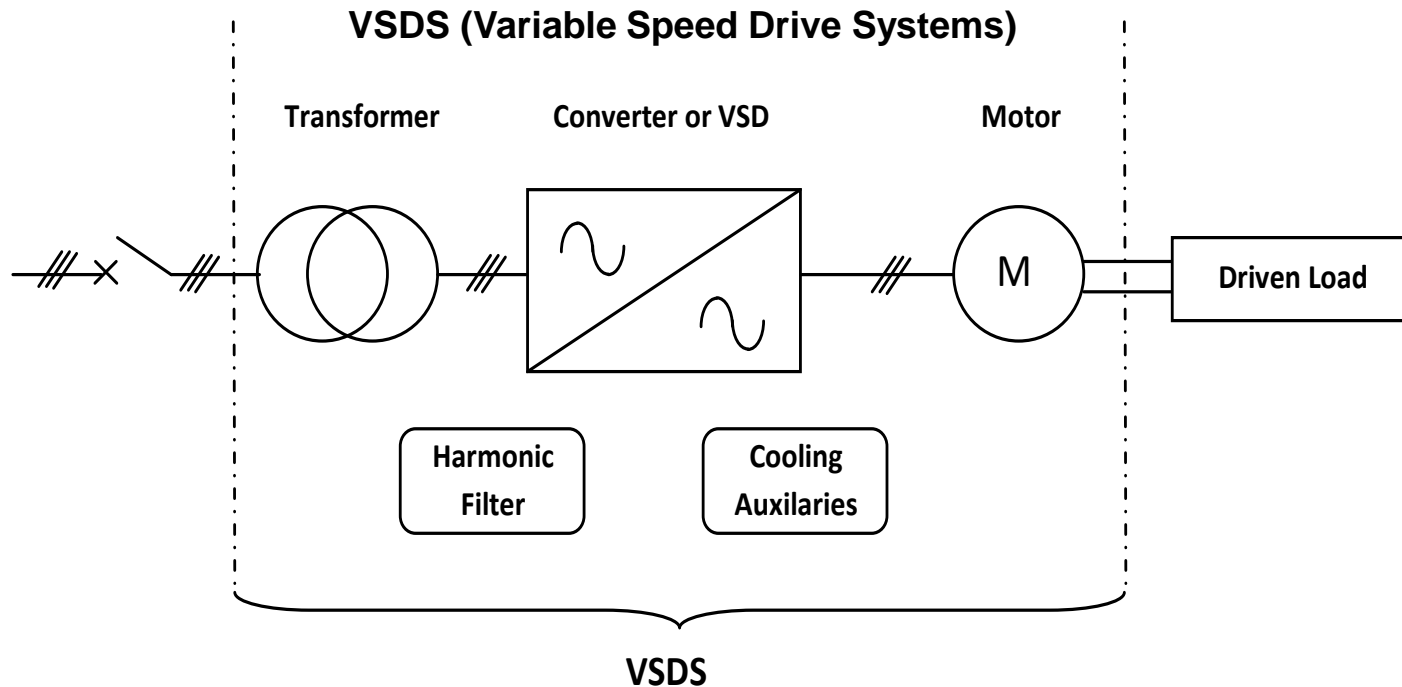 VSDS (Variable Speed Drive Systems)
Transformer
Converter or VSD
Motor
M
Driven Load
Harmonic
Filter
Cooling
Auxilaries
VSDS